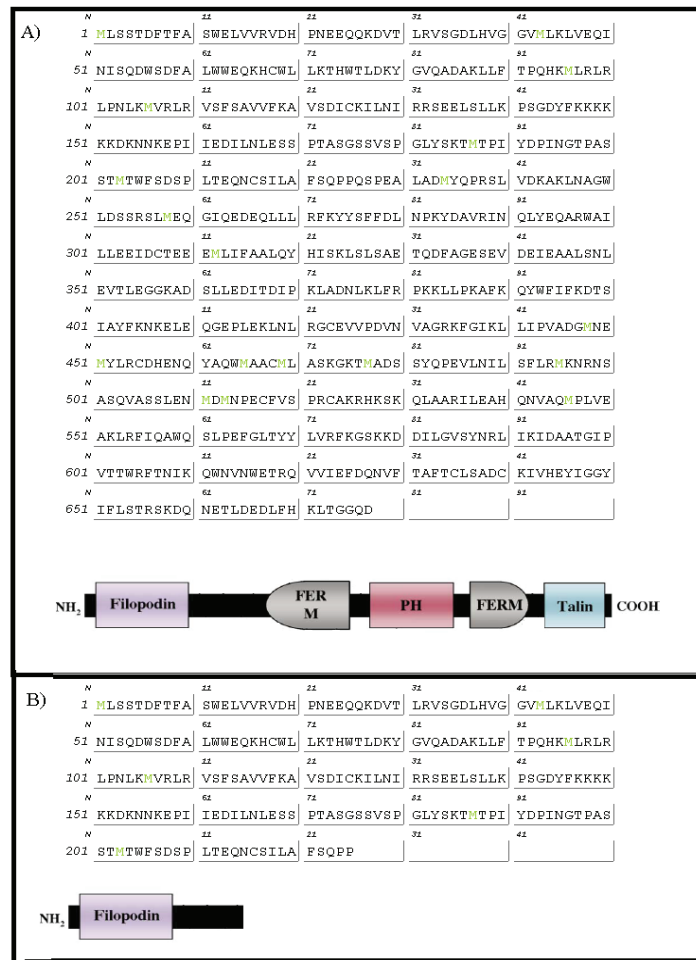 A)
N 11 21 31 41
1 MLSSTDFTFA SWELVVRVDH PNEEQQKDVT LRVSGDLHVG GVMLKLVEQI
N 61 71 81 91
51 NISQDWSDFA LWWEQKHCWL LKTHWTLDKY GVQADAKLLF TPQHKMLRLR
N 11 21 31 41
101 LPNLKMVRLR VSFSAVVFKA VSDICKILNI RRSEELSLLK PSGDYFKKKK
N 61 71 81 91
151 KKDKNNKEPI IEDILNLESS PTASGSSVSP GLYSKTMTPI YDPINGTPAS
N 11 21 31 41
201 STMTWFSDSP LTEQNCSILA FSQPPQSPEA LADMYQPRSL VDKAKLNAGW
N 61 71 81 91
251 LDSSRSLMEQ GIQEDEQLLL RFKYYSFFDL NPKYDAVRIN QLYEQARWAI
N 11 21 31 41
301 LLEEIDCTEE EMLIFAALQY HISKLSLSAE TQDFAGESEV DEIEAALSNL
N 61 71 81 91
351 EVTLEGGKAD SLLEDITDIP KLADNLKLFR PKKLLPKAFK QYWFIFKDTS
N 11 21 31 41
401 IAYFKNKELE QGEPLEKLNL RGCEVVPDVN VAGRKFGIKL LIPVADGMNE
N 61 71 81 91
451 MYLRCDHENQ YAQWMAACML ASKGKTMADS SYQPEVLNIL SFLRMKNRNS
N 11 21 31 41
501 ASQVASSLEN MDMNPECFVS PRCAKRHKSK QLAARILEAH QNVAQMPLVE
N 61 71 81 91
551 AKLRFIQAWQ SLPEFGLTYY LVRFKGSKKD DILGVSYNRL IKIDAATGIP
N 11 21 31 41
601 VTTWRFTNIK QWNVNWETRQ VVIEFDQNVF TAFTCLSADC KIVHEYIGGY
N 61 71 81 91
651 IFLSTRSKDQ NETLDEDLFH KLTGGQD
NH2 Filopodin FERM PH FERM Talin COOH
B)
N 11 21 31 41
1 MLSSTDFTFA SWELVVRVDH PNEEQQKDVT LRVSGDLHVG GVMLKLVEQI
N 61 71 81 91
51 NISQDWSDFA LWWEQKHCWL LKTHWTLDKY GVQADAKLLF TPQHKMLRLR
N 11 21 31 41
101 LPNLKMVRLR VSFSAVVFKA VSDICKILNI RRSEELSLLK PSGDYFKKKK
N 61 71 81 91
151 KKDKNNKEPI IEDILNLESS PTASGSSVSP GLYSKTMTPI YDPINGTPAS
N 11 21 31 41
201 STMTWFSDSP LTEQNCSILA FSQPP
NH2 Filopodin